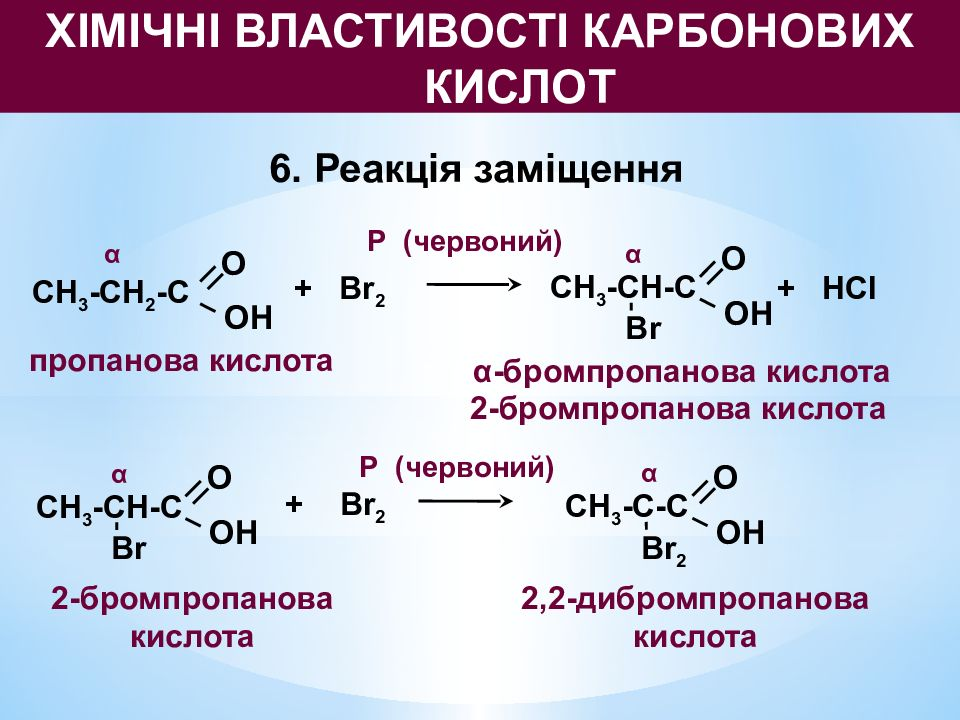 ХІМІЧНІ ВЛАСТИВОСТІ КАРБОНОВИХ
КИСЛОТ
6. Реакція заміщення
P (червоний)
α α
O O
CH3-CH2-C + Br2 CH3-CH-C + HCl
OH OH
Br
пропанова кислота
α-бромпропанова кислота
2-бромпропанова кислота
P (червоний)
α α
O O
CH3-CH-C + Br2 CH3-C-C
OH OH
Br Br2
2-бромпропанова 2,2-дибромпропанова
кислота кислота